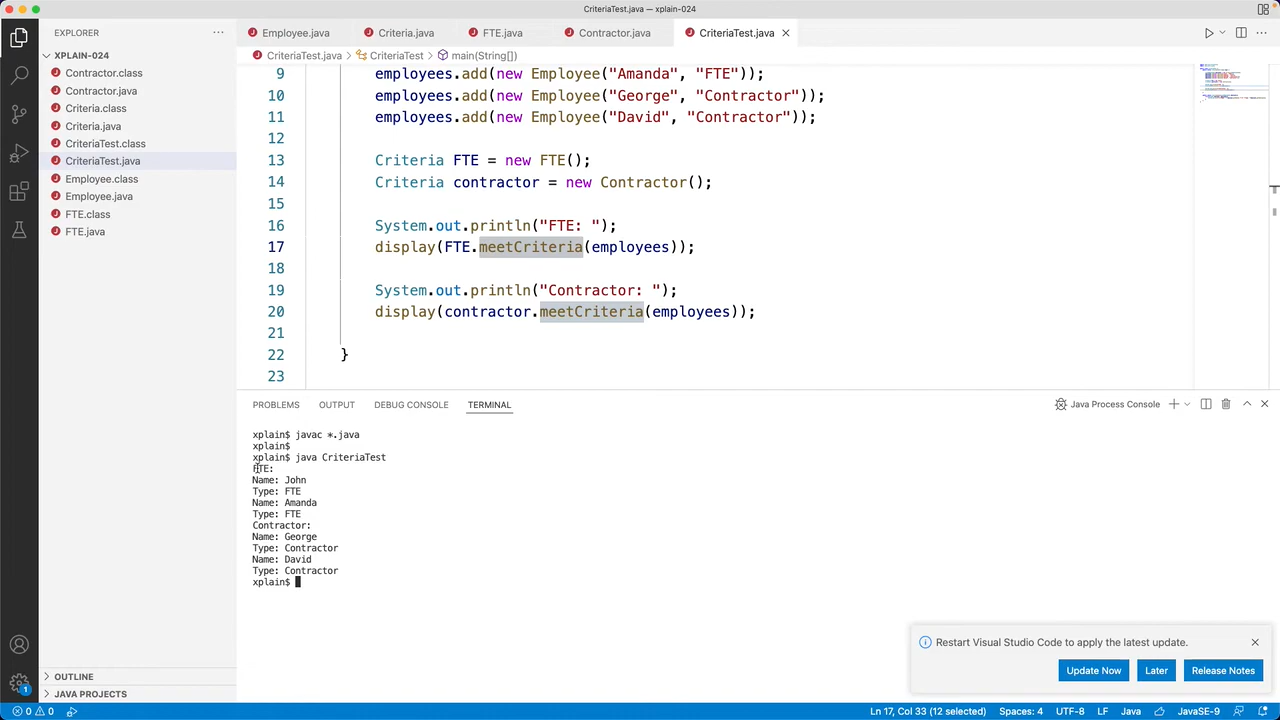 CriteriaTest.java — xplain-024
EXPLORER
XPLAIN-024
Contractor.class
Contractor.java
Criteria.class
Criteria.java
CriteriaTest.class
CriteriaTest.java
Employee.class
Employee.java
FTE.class
FTE.java
OUTLINE
JAVA PROJECTS
Employee.java Criteria.java FTE.java Contractor.java CriteriaTest.java
CriteriaTest.java > CriteriaTest > main(String[])
9 employees.add(new Employee("Amanda", "FTE"));
10 employees.add(new Employee("George", "Contractor"));
11 employees.add(new Employee("David", "Contractor"));
12
13 Criteria FTE = new FTE();
14 Criteria contractor = new Contractor();
15
16 System.out.println("FTE: ");
17 display(FTE.meetCriteria(employees));
18
19 System.out.println("Contractor: ");
20 display(contractor.meetCriteria(employees));
21
22 }
23
PROBLEMS OUTPUT DEBUG CONSOLE TERMINAL
Java Process Console
xplain$ javac *.java
xplain$
xplain$ java CriteriaTest
FTE:
Name: John
Type: FTE
Name: Amanda
Type: FTE
Contractor:
Name: George
Type: Contractor
Name: David
Type: Contractor
xplain$
Restart Visual Studio Code to apply the latest update.
Update Now Later Release Notes
1
0 0
Ln 17, Col 33 (12 selected) Spaces: 4 UTF-8 LF Java JavaSE-9